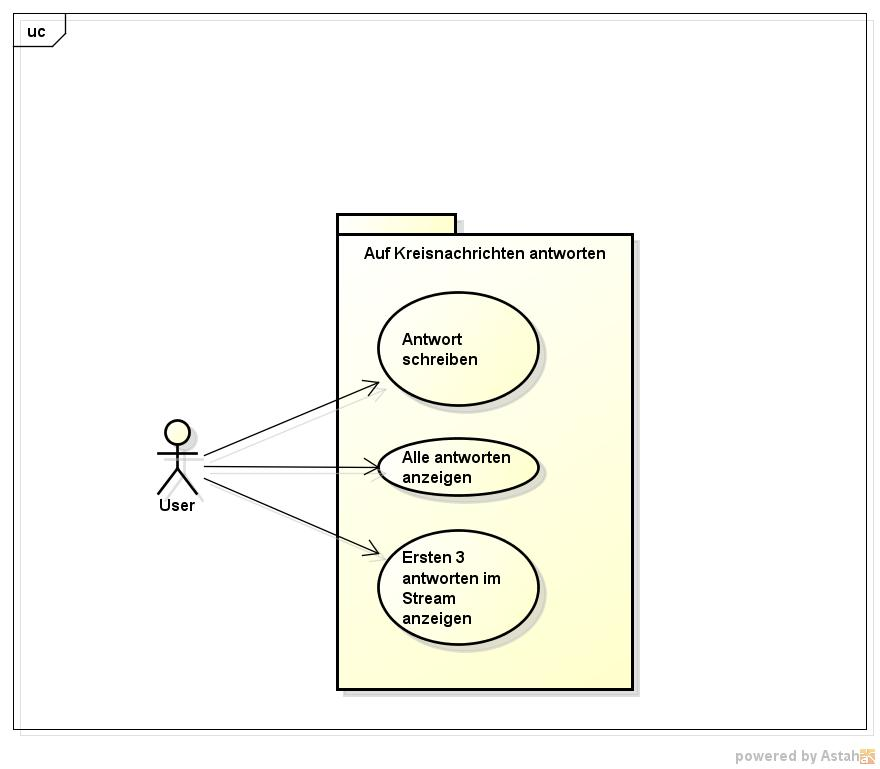 uc
Auf Kreisnachrichten antworten
Antwort
schreiben
Alle antworten
anzeigen
User
Ersten 3
antworten im
Stream
anzeigen
powered by Astah